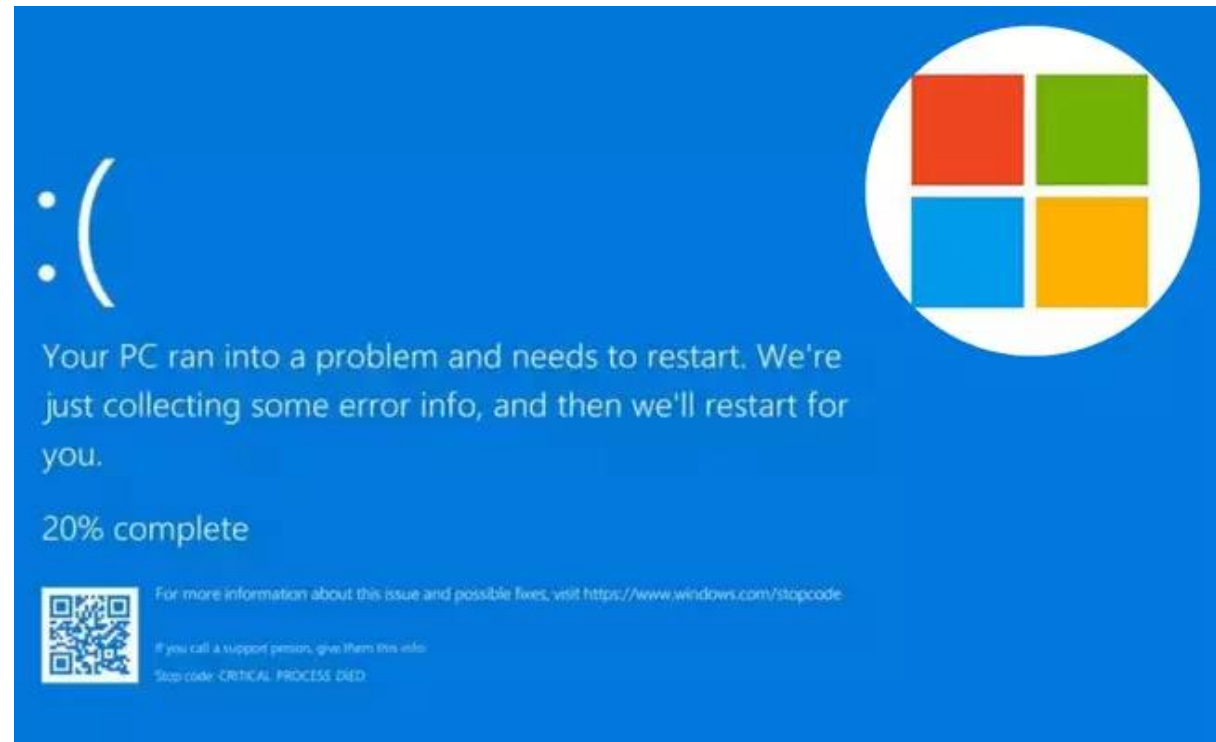 :(
Your PC ran into a problem and needs to restart. We're
just collecting some error info, and then we'll restart for
you.
20% complete
For more information about this issue and possible fixes, visit https://www.windows.com/stopcode
If you call a support person, give them this info:
Stop code: CRITICAL PROCESS DIED